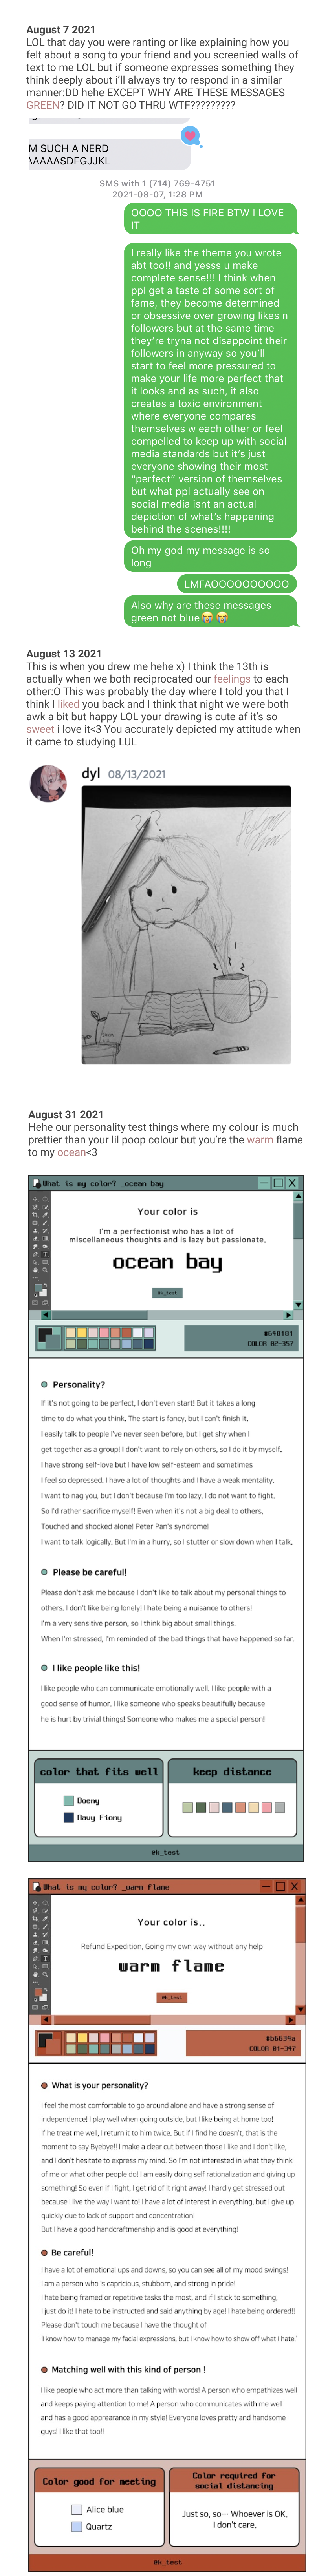 August 7 2021
LOL that day you were ranting or like explaining how you
related to a song to your friend and you screenied walls of
text to me LOL but if someone expresses something they
think deeply about i'll always try to respond in a similar
manner:DD hehe EXCEPT WHY ARE THESE MESSAGES
GREEN? DID IT NOT GO THRU WTF?????????
M SUCH A NERD
AAAAASDFGJJKL
SMS with 1 (714) 769-4751
2021-08-07, 1:28 PM
OOOO THIS IS FIRE BTW I LOVE
IT
I really like the theme you wrote
abt too!! and yesss u make
complete sense!!! I think when
ppl get a taste of some sort of
fame, they become determined
or obsessive over growing likes n
followers but at the same time
they're tryna not disappoint their
followers in anyway so you'll
start to feel more pressured to
make your life more perfect that
it looks and as such, it also
creates a toxic environment
where everyone compares
themselves w each other or feel
compelled to keep up with social
media standards but it's just
everyone showing their most
“perfect” version of themselves
but what ppl actually see on
social media isnt an actual
depiction of what's happening
behind the scenes!!!!
Oh my god my message is so
long
LMFAOOOOOOOOOO
Also why are these messages
green not blue😭😭
August 13 2021
This is when you drew me hehe x) I think the 13th is
actually when we both reciprocated our feelings to each
other:O This was probably the day where I told you that I
think I liked you back and I think that night we were both
awk a bit but happy LOL your drawing is cute af it's so
sweet i love it<3 You accurately depicted my attitude when
it came to studying LUL
dyl 08/13/2021
??
August 31 2021
Hehe our personality test things where my colour is much
prettier than your lil poop colour but you're the warm flame
to my ocean<3
What is my color? _ocean bay
Your color is
I'm a perfectionist who has a lot of
miscellaneous thoughts and is lazy but passionate.
ocean bay
#k_test
#648181
COLOR 02-357
Personality?
If it's not going to be perfect, I don't even start! But it takes a long
time to do what you think. The start is fancy, but I can't finish it.
I easily talk to people I've never seen before, but I get shy when I
get together as a group! I don't want to rely on others, so I do it by myself.
I have strong self-love but I have low self-esteem and sometimes
I feel so depressed. I have a lot of thoughts and I have a weak mentality.
I want to nag you, but I don't because I'm too lazy. I do not want to fight.
So I'd rather sacrifice myself! Even when it's not a big deal to others,
Touched and shocked alone! Peter Pan's syndrome!
I want to talk logically. But I'm in a hurry, so I stutter or slow down when I talk.
Please be careful!
Please don't ask me because I don't like to talk about my personal things to
others. I don't like being lonely! I hate being a nuisance to others!
I'm a very sensitive person, so I think big about small things.
When I'm stressed, I'm reminded of the bad things that have happened so far.
I like people like this!
I like people who can communicate emotionally well. I like people with a
good sense of humor. I like someone who speaks beautifully because
he is hurt by trivial things! Someone who makes me a special person!
color that fits well
Doeny
Navy Fiony
keep distance
#k_test
What is my color? _warm flame
Your color is..
Refund Expedition, Going my own way without any help
warm flame
#k_test
#b6634a
COLOR 01-347
What is your personality?
I feel the most comfortable to go around alone and have a strong sense of
independence! I play well when going outside, but I like being at home too!
If he treat me well, I return it to him twice. But if I find he doesn't, that is the
moment to say Byebye!! I make a clear cut between those I like and I don't like,
and I don't hesitate to express my mind. So I'm not interested in what they think
of me or what other people do! I am easily doing self rationalization and giving up
something! So even if I fight, I get rid of it right away! I hardly get stressed out
because I live the way I want to! I have a lot of interest in everything, but I give up
quickly due to lack of support and concentration!
But I have a good handcraftmenship and is good at everything!
Be careful!
I have a lot of emotional ups and downs, so you can see all of my mood swings!
I am a person who is capricious, stubborn, and strong in pride!
I hate being framed or repetitive tasks the most, and if I stick to something,
I just do it! I hate to be instructed and said anything by age! I hate being ordered!!
Please don't touch me because I have the thought of
'I know how to manage my facial expressions, but I know how to show off what I hate.'
Matching well with this kind of person !
I like people who act more than talking with words! A person who empathizes well
and keeps paying attention to me! A person who communicates with me well
and has a good apprearance in my style! Everyone loves pretty and handsome
guys! I like that too!!
Color good for meeting
Alice blue
Quartz
Color required for
social distancing
Just so, so... Whoever is OK.
I don't care.
#k_test